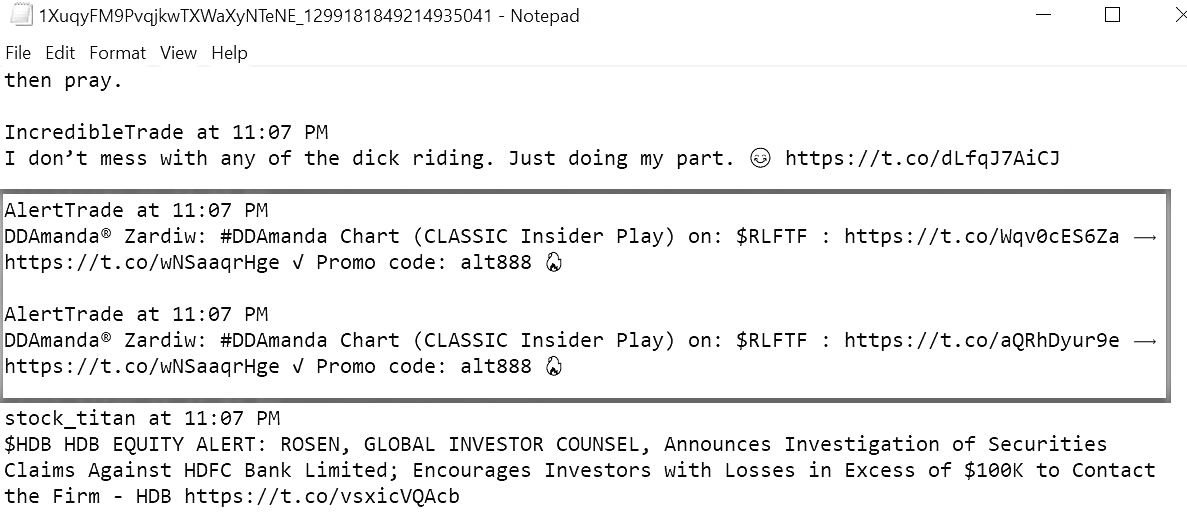 1XuqyFM9PvqjkwTXWaXyNTeNE_1299181849214935041 - Notepad
File Edit Format View Help
then pray.
IncredibleTrade at 11:07 PM
I don’t mess with any of the dick riding. Just doing my part. 😊 https://t.co/dLfqJ7AiCJ
AlertTrade at 11:07 PM
DDAmanda® Zardiw: #DDAmanda Chart (CLASSIC Insider Play) on: $RLFTF : https://t.co/Wqv0cES6Za ⟶
https://t.co/wNSaaqrHge √ Promo code: alt888 🔥
AlertTrade at 11:07 PM
DDAmanda® Zardiw: #DDAmanda Chart (CLASSIC Insider Play) on: $RLFTF : https://t.co/aQRhDyur9e ⟶
https://t.co/wNSaaqrHge √ Promo code: alt888 🔥
stock_titan at 11:07 PM
$HDB HDB EQUITY ALERT: ROSEN, GLOBAL INVESTOR COUNSEL, Announces Investigation of Securities
Claims Against HDFC Bank Limited; Encourages Investors with Losses in Excess of $100K to Contact
the Firm - HDB https://t.co/vsxicVQAcb